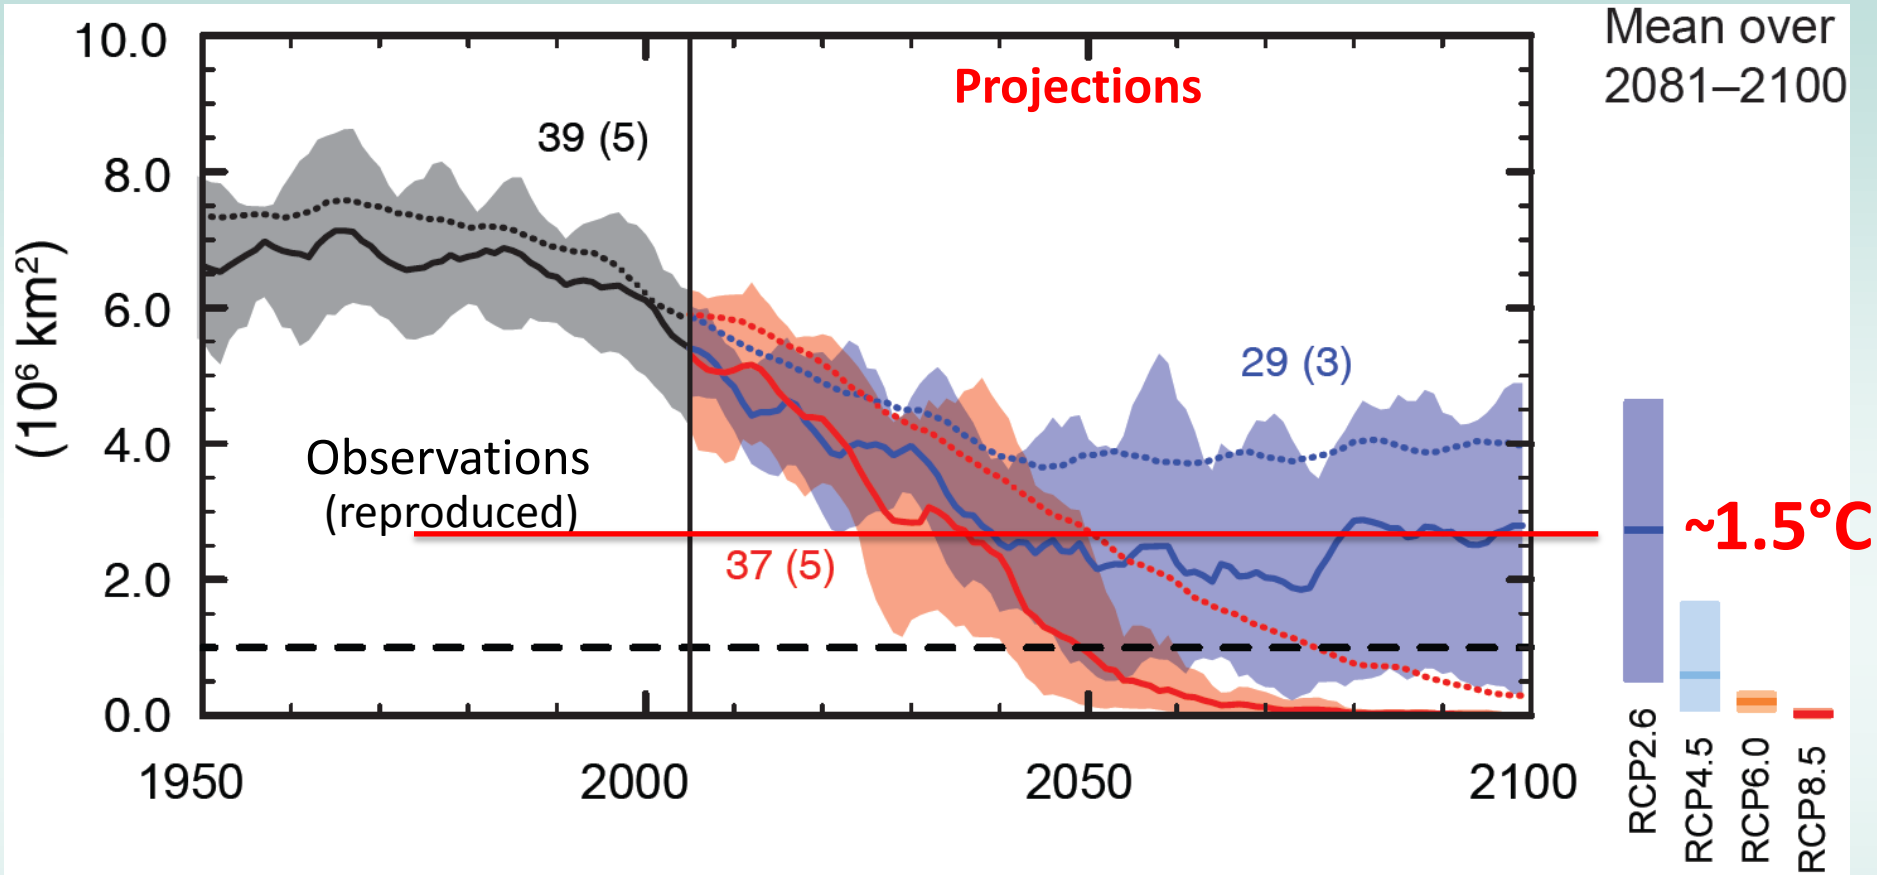 Mean over
2081–2100
Projections
39 (5)
29 (3)
37 (5)
Observations
(reproduced)
~1.5°C
(10⁶ km²)
10.0
8.0
6.0
4.0
2.0
0.0
1950
2000
2050
2100
RCP2.6
RCP4.5
RCP6.0
RCP8.5